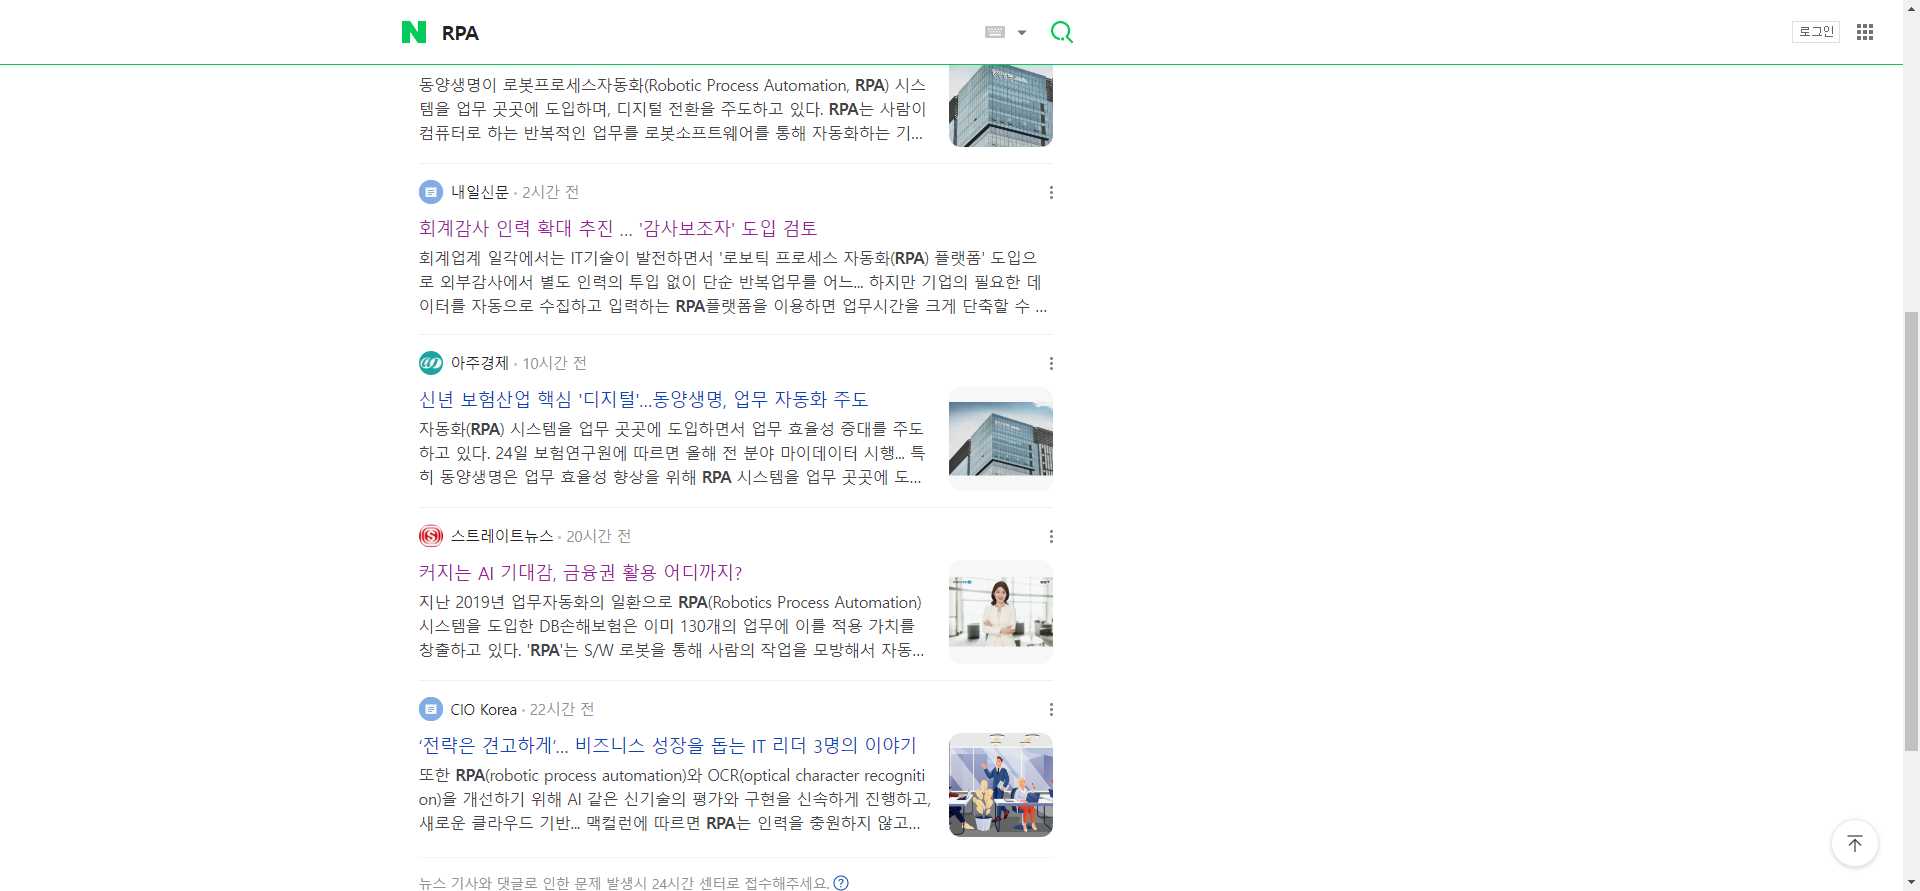 N RPA
로그인
동양생명이 로봇프로세스자동화(Robotic Process Automation, RPA) 시스
템을 업무 곳곳에 도입하며, 디지털 전환을 주도하고 있다. RPA는 사람이
컴퓨터로 하는 반복적인 업무를 로봇소프트웨어를 통해 자동화하는 기...
내일신문 · 2시간 전
회계감사 인력 확대 추진 ... '감사보조자' 도입 검토
회계업계 일각에서는 IT기술이 발전하면서 '로보틱 프로세스 자동화(RPA) 플랫폼' 도입으
로 외부감사에서 별도 인력의 투입 없이 단순 반복업무를 어느... 하지만 기업의 필요한 데
이터를 자동으로 수집하고 입력하는 RPA플랫폼을 이용하면 업무시간을 크게 단축할 수 ...
아주경제 · 10시간 전
신년 보험산업 핵심 '디지털'…동양생명, 업무 자동화 주도
자동화(RPA) 시스템을 업무 곳곳에 도입하면서 업무 효율성 증대를 주도
하고 있다. 24일 보험연구원에 따르면 올해 전 분야 마이데이터 시행... 특
히 동양생명은 업무 효율성 향상을 위해 RPA 시스템을 업무 곳곳에 도...
스트레이트뉴스 · 20시간 전
커지는 AI 기대감, 금융권 활용 어디까지?
지난 2019년 업무자동화의 일환으로 RPA(Robotics Process Automation)
시스템을 도입한 DB손해보험은 이미 130개의 업무에 이를 적용 가치를
창출하고 있다. 'RPA'는 S/W 로봇을 통해 사람의 작업을 모방해서 자동...
CIO Korea · 22시간 전
‘전략은 견고하게’... 비즈니스 성장을 돕는 IT 리더 3명의 이야기
또한 RPA(robotic process automation)와 OCR(optical character recogniti
on)을 개선하기 위해 AI 같은 신기술의 평가와 구현을 신속하게 진행하고,
새로운 클라우드 기반... 맥컬런에 따르면 RPA는 인력을 충원하지 않고...
뉴스 기사와 댓글로 인한 문제 발생시 24시간 센터로 접수해주세요. ?